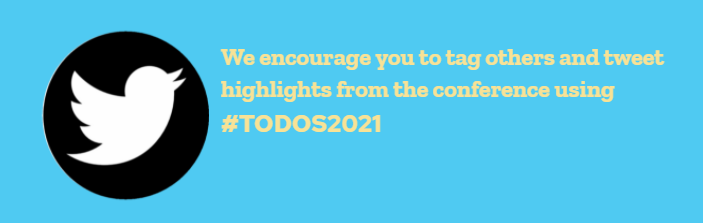 We encourage you to tag others and tweet
highlights from the conference using
#TODOS2021